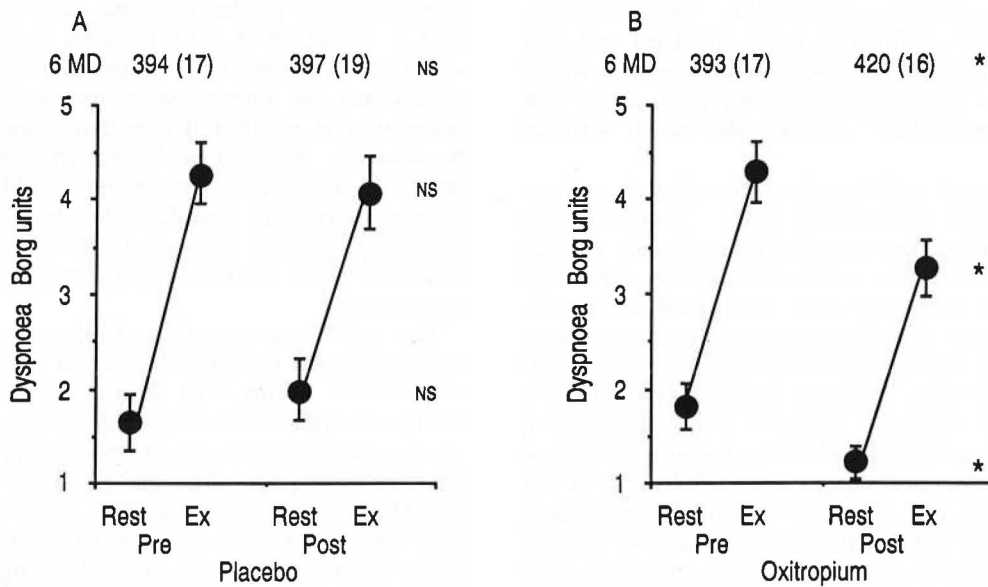 A
6 MD 394 (17) 397 (19) NS
5
4
3
2
1
Dyspnoea Borg units
NS
NS
Rest Ex Rest Ex
Pre Post
Placebo
B
6 MD 393 (17) 420 (16) *
5
4
3
2
1
Dyspnoea Borg units
*
*
Rest Ex Rest Ex
Pre Post
Oxitropium